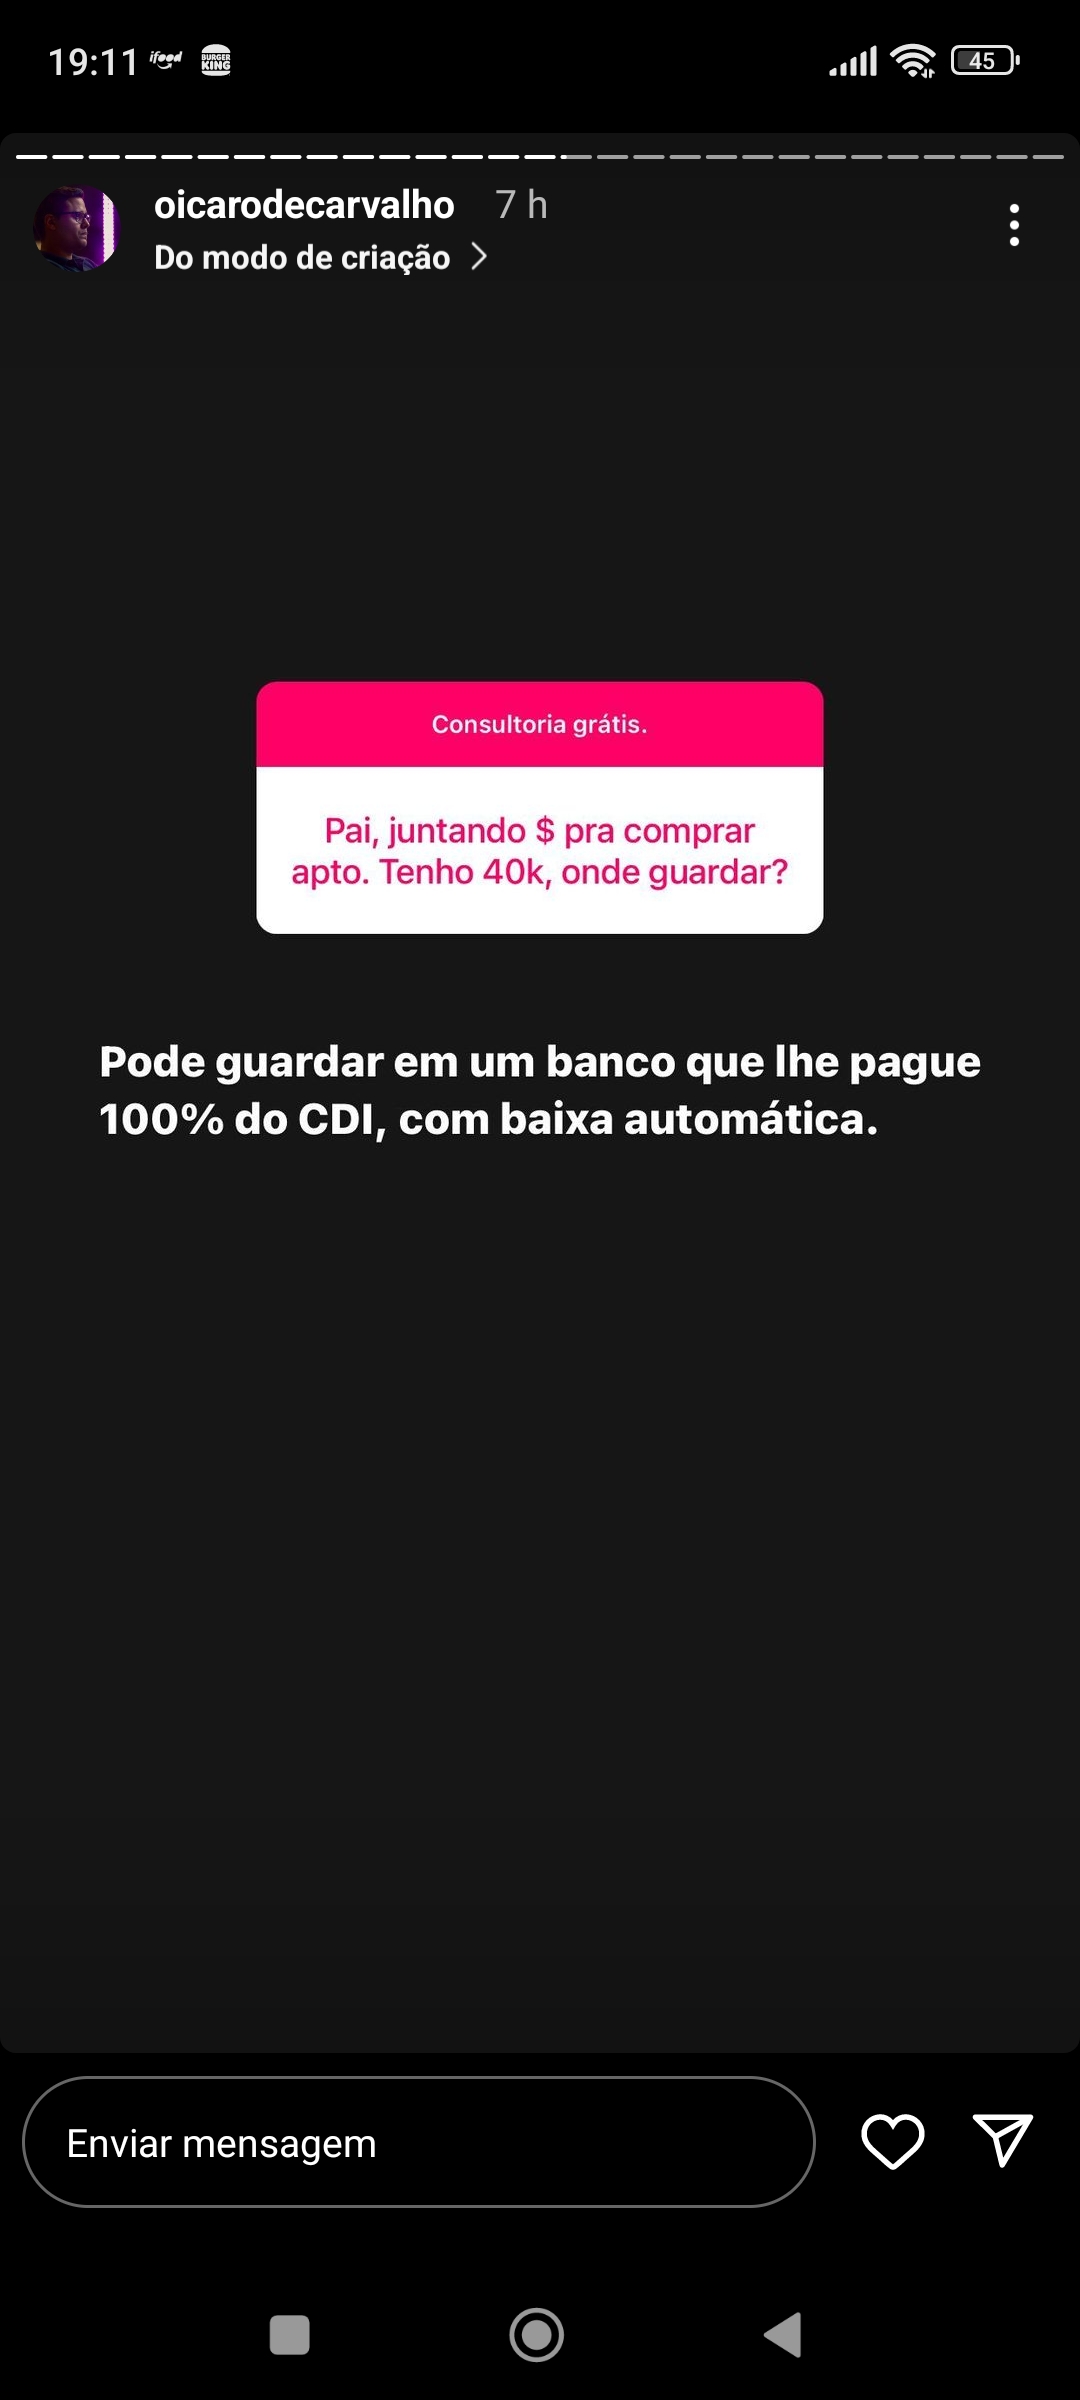 19:11 ifood BURGER KING 45
oicarodecarvalho 7 h
Do modo de criação
Consultoria grátis.
Pai, juntando $ pra comprar
apto. Tenho 40k, onde guardar?
Pode guardar em um banco que lhe pague
100% do CDI, com baixa automática.
Enviar mensagem